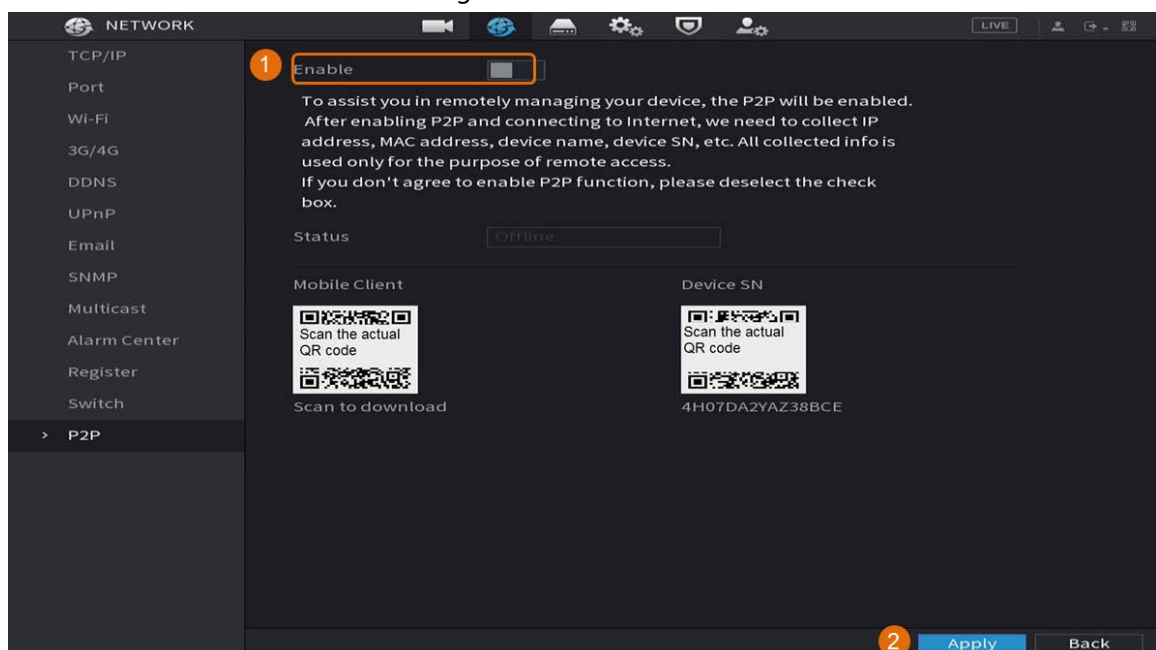 NETWORK
LIVE
TCP/IP
Port
Wi-Fi
3G/4G
DDNS
UPnP
Email
SNMP
Multicast
Alarm Center
Register
Switch
> P2P
1
Enable
To assist you in remotely managing your device, the P2P will be enabled.
After enabling P2P and connecting to Internet, we need to collect IP
address, MAC address, device name, device SN, etc. All collected info is
used only for the purpose of remote access.
If you don't agree to enable P2P function, please deselect the check
box.
Status
Offline
Mobile Client
Scan the actual
QR code
Scan to download
Device SN
Scan the actual
QR code
4H07DA2YAZ38BCE
2
Apply
Back